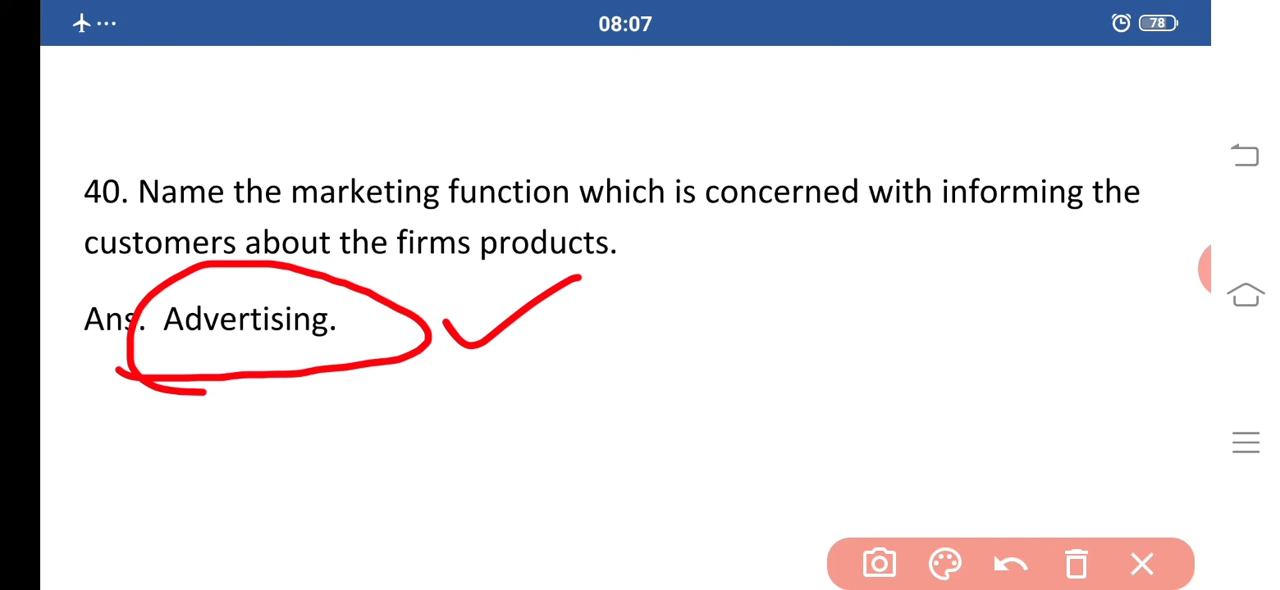 08:07
78
40. Name the marketing function which is concerned with informing the
customers about the firms products.
Ans. Advertising.